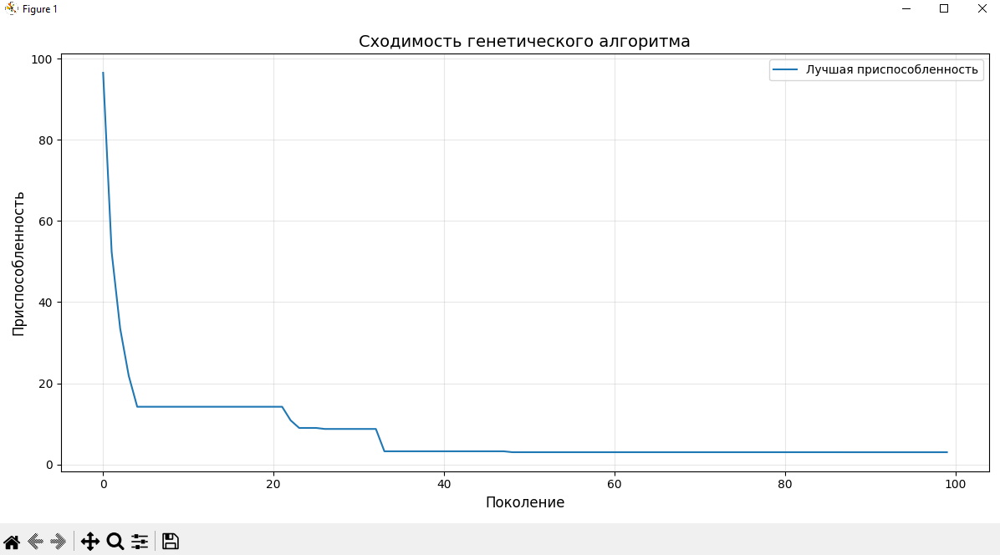 Figure 1
Сходимость генетического алгоритма
Лучшая приспособленность
Приспособленность
100
80
60
40
20
0
0 20 40 60 80 100
Поколение